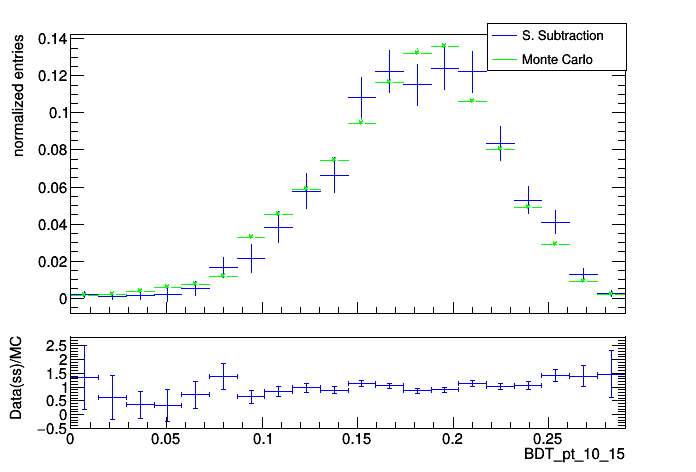 S. Subtraction
Monte Carlo
normalized entries
0.14
0.12
0.1
0.08
0.06
0.04
0.02
0
Data(ss)/MC
2.5
2
1.5
1
0.5
0
−0.5
0 0.05 0.1 0.15 0.2 0.25
BDT_pt_10_15